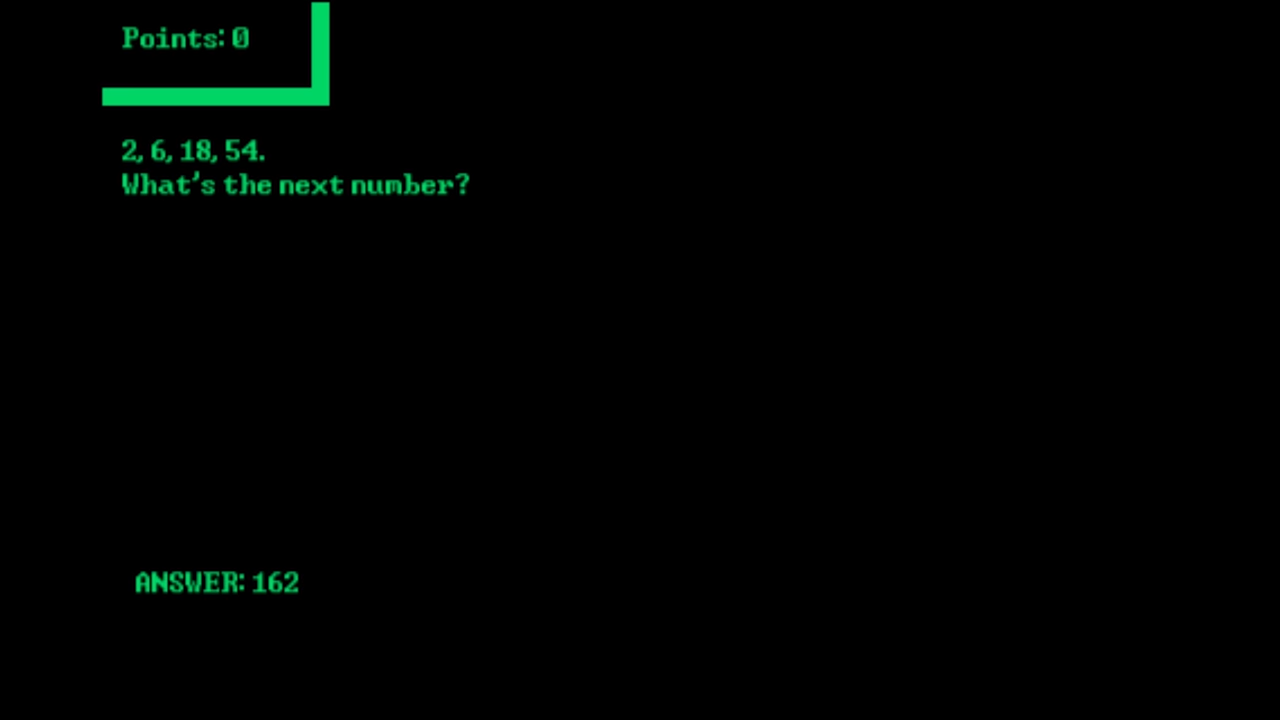 Points: 0
2, 6, 18, 54.
What's the next number?
ANSWER: 162